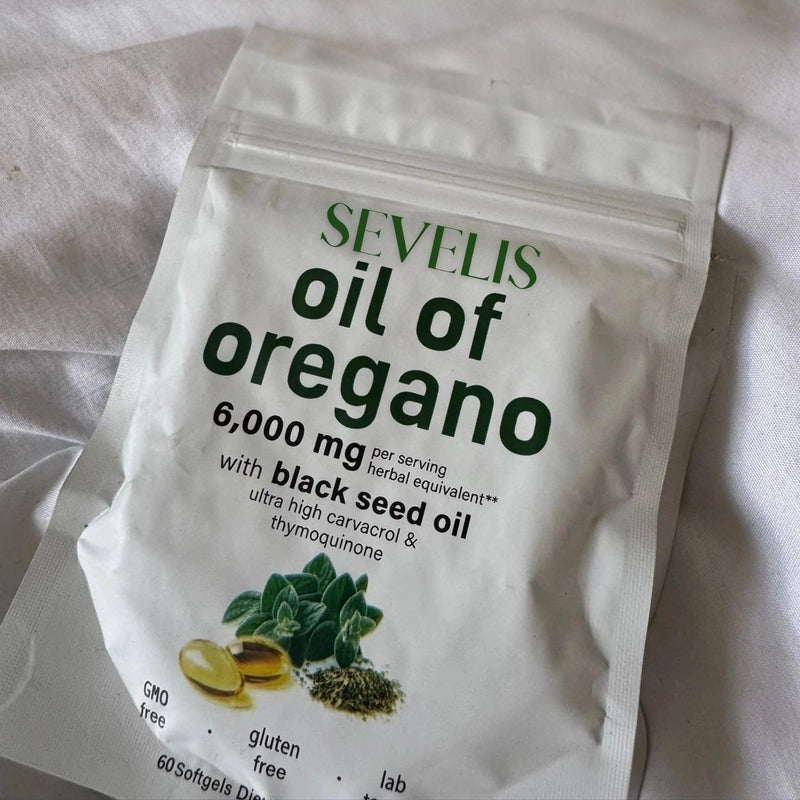 SEVELIS
oil of
oregano
6,000 mg per serving
herbal equivalent**
with black seed oil
ultra high carvacrol &
thymoquinone
GMO
free
•
gluten
free
•
lab
60 Softgels